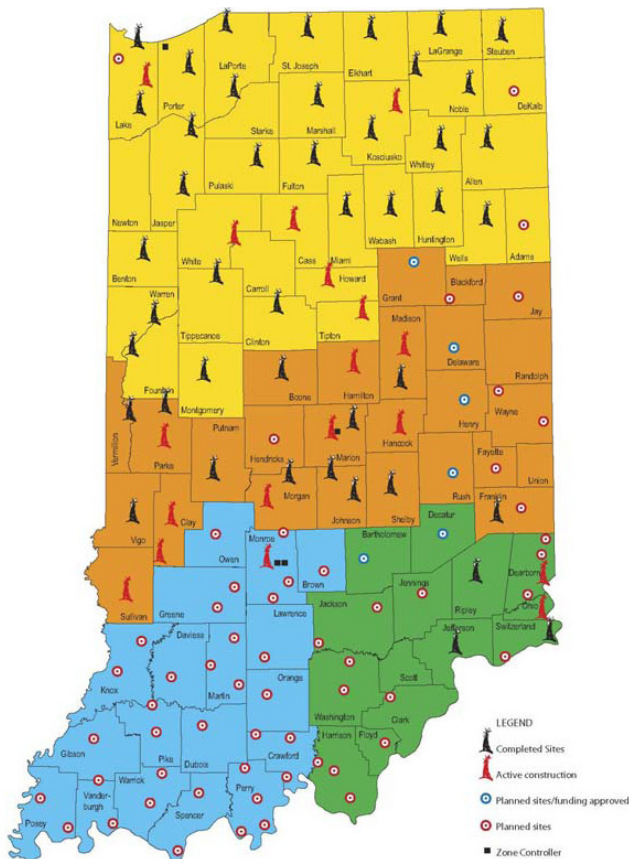 LaGrange
Steuben
LaPorte
St. Joseph
Elkhart
Porter
Noble
DeKalb
Lake
Starke
Marshall
Kosciusko
Whitley
Allen
Pulaski
Fulton
Newton
Jasper
Wabash
Huntington
White
Cass
Miami
Wells
Adams
Benton
Howard
Carroll
Grant
Blackford
Warren
Jay
Tippecanoe
Clinton
Tipton
Madison
Delaware
Randolph
Fountain
Montgomery
Boone
Hamilton
Henry
Wayne
Vermillion
Putnam
Hendricks
Marion
Hancock
Parke
Fayette
Union
Rush
Morgan
Johnson
Shelby
Franklin
Vigo
Clay
Decatur
Owen
Monroe
Bartholomew
Brown
Dearborn
Sullivan
Greene
Jennings
Ripley
Ohio
Lawrence
Jackson
Switzerland
Jefferson
Daviess
Knox
Martin
Orange
Scott
Washington
Clark
Gibson
Pike
Dubois
Crawford
Harrison
Floyd
Posey
Vander-
burgh
Warrick
Spencer
Perry
LEGEND
Completed Sites
Active construction
Planned sites/funding approved
Planned sites
Zone Controller